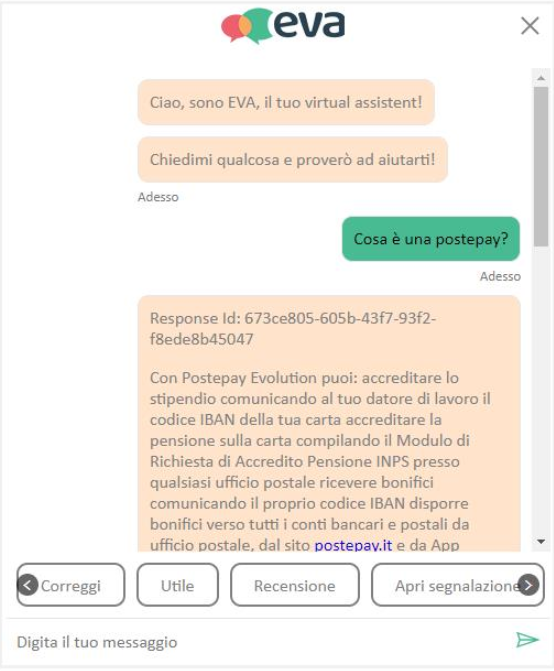 eva
Ciao, sono EVA, il tuo virtual assistent!
Chiedimi qualcosa e proverò ad aiutarti!
Adesso
Cosa è una postepay?
Adesso
Response Id: 673ce805-605b-43f7-93f2-
f8ede8b45047
Con Postepay Evolution puoi: accreditare lo
stipendio comunicando al tuo datore di lavoro il
codice IBAN della tua carta accreditare la
pensione sulla carta compilando il Modulo di
Richiesta di Accredito Pensione INPS presso
qualsiasi ufficio postale ricevere bonifici
comunicando il proprio codice IBAN disporre
bonifici verso tutti i conti bancari e postali da
ufficio postale, dal sito postepay.it e da App
Correggi
Utile
Recensione
Apri segnalazione
Digita il tuo messaggio